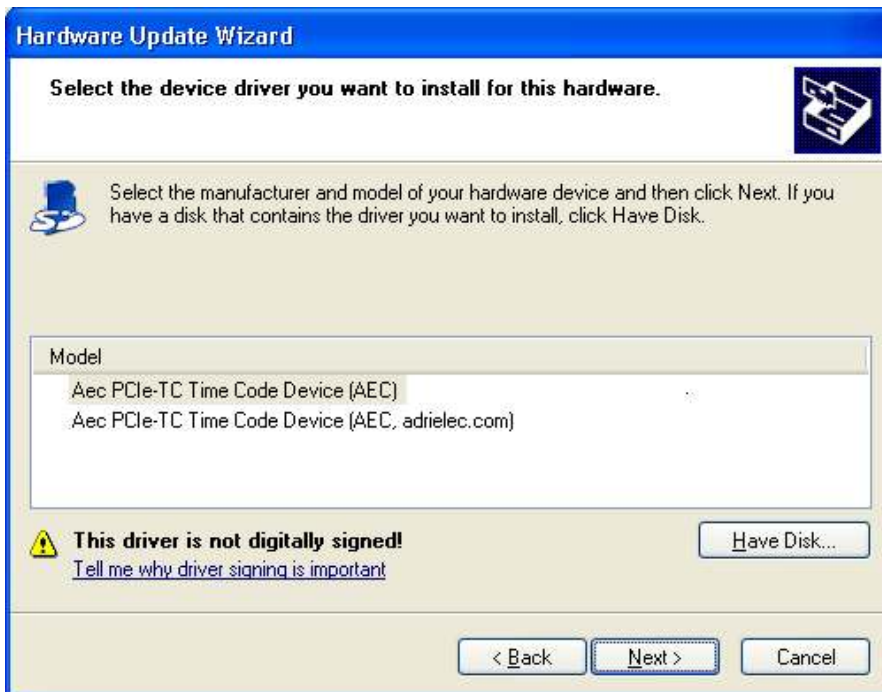 Hardware Update Wizard
Select the device driver you want to install for this hardware.
Select the manufacturer and model of your hardware device and then click Next. If you
have a disk that contains the driver you want to install, click Have Disk.
Model
Aec PCIe-TC Time Code Device (AEC)
Aec PCIe-TC Time Code Device (AEC, adrielec.com)
This driver is not digitally signed!
Have Disk...
Tell me why driver signing is important
< Back
Next >
Cancel